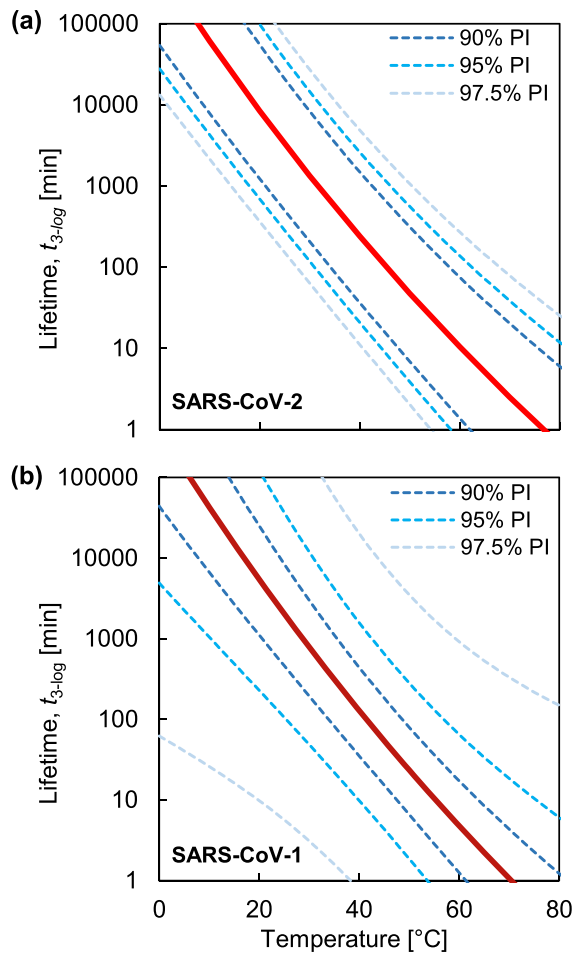 (a)
100000
10000
1000
100
10
1
Lifetime, t3-log [min]
90% PI
95% PI
97.5% PI
SARS-CoV-2
(b)
100000
10000
1000
100
10
1
Lifetime, t3-log [min]
90% PI
95% PI
97.5% PI
SARS-CoV-1
0 20 40 60 80
Temperature [°C]